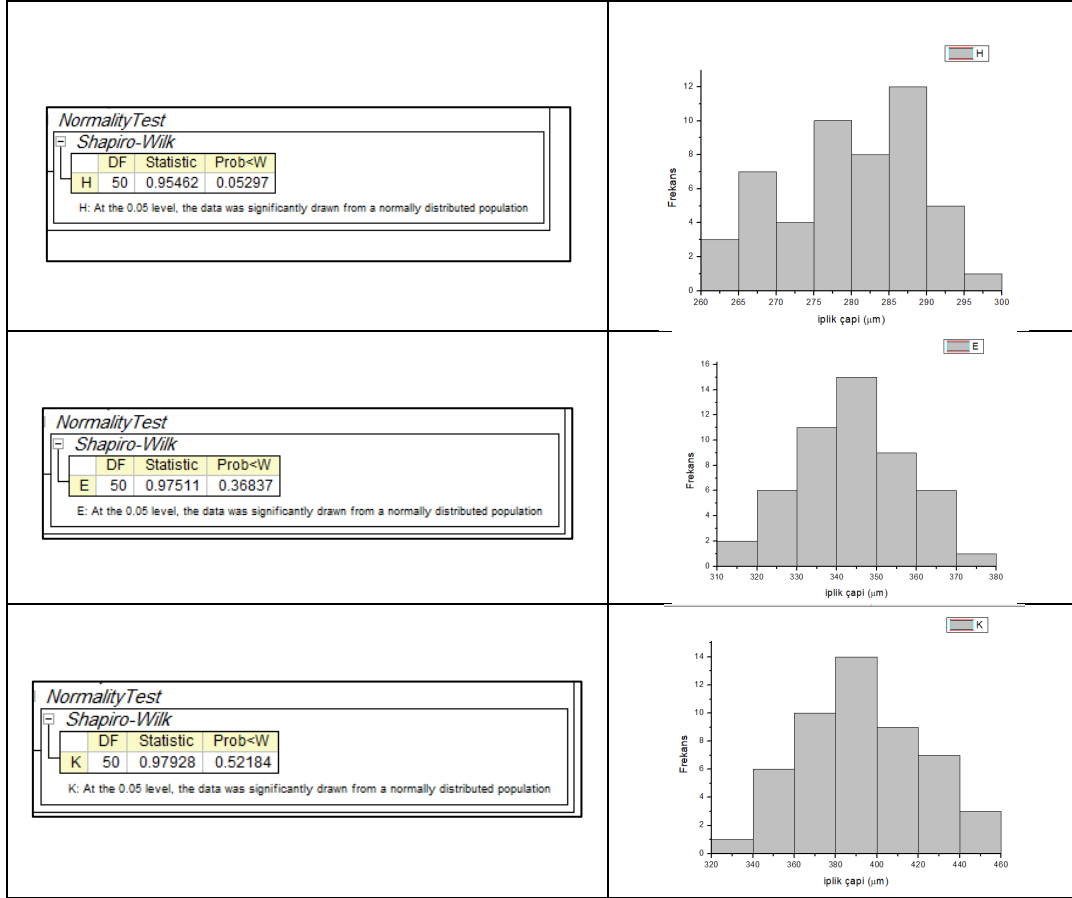 NormalityTest
Shapiro-Wilk
DF Statistic Prob<W
H 50 0.95462 0.05297
H: At the 0.05 level, the data was significantly drawn from a normally distributed population
H
12
10
8
6
4
2
0
Frekans
260 265 270 275 280 285 290 295 300
iplik çapi (μm)
NormalityTest
Shapiro-Wilk
DF Statistic Prob<W
E 50 0.97511 0.36837
E: At the 0.05 level, the data was significantly drawn from a normally distributed population
E
16
14
12
10
8
6
4
2
0
Frekans
310 320 330 340 350 360 370 380
iplik çapi (μm)
NormalityTest
Shapiro-Wilk
DF Statistic Prob<W
K 50 0.97928 0.52184
K: At the 0.05 level, the data was significantly drawn from a normally distributed population
K
14
12
10
8
6
4
2
0
Frekans
320 340 360 380 400 420 440 460
iplik çapi (μm)